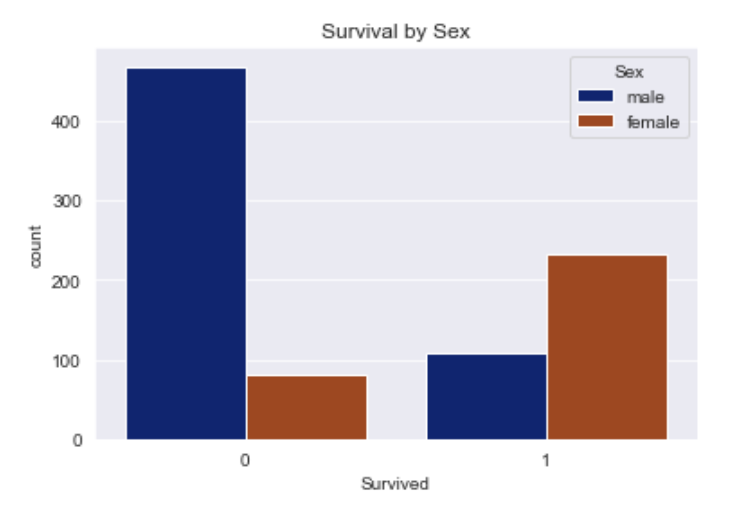 Survival by Sex
Sex
male
female
400
300
200
100
0
count
0 1
Survived